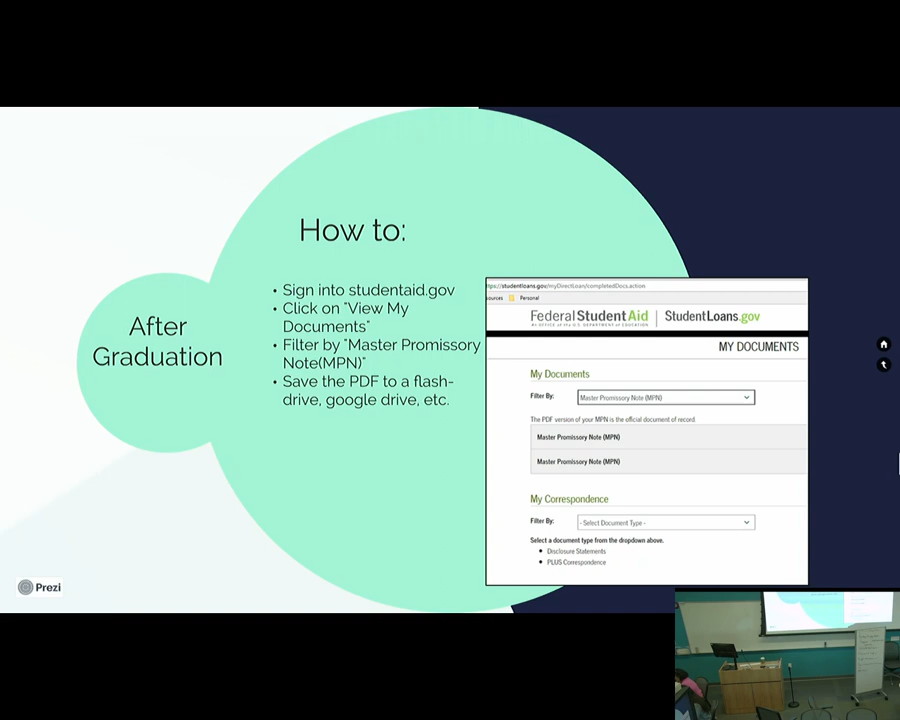 How to:
After
Graduation
• Sign into studentaid.gov
• Click on "View My
Documents"
• Filter by "Master Promissory
Note(MPN)"
• Save the PDF to a flash-
drive, google drive, etc.
ttps://studentloans.gov/myDirectLoan/completedDocs.action
ources Personal
Federal Student Aid | StudentLoans.gov
AN OFFICE of the U.S. DEPARTMENT of EDUCATION
MY DOCUMENTS
My Documents
Filter By: Master Promissory Note (MPN)
The PDF version of your MPN is the official document of record.
Master Promissory Note (MPN)
Master Promissory Note (MPN)
My Correspondence
Filter By: - Select Document Type -
Select a document type from the dropdown above.
• Disclosure Statements
• PLUS Correspondence
Prezi